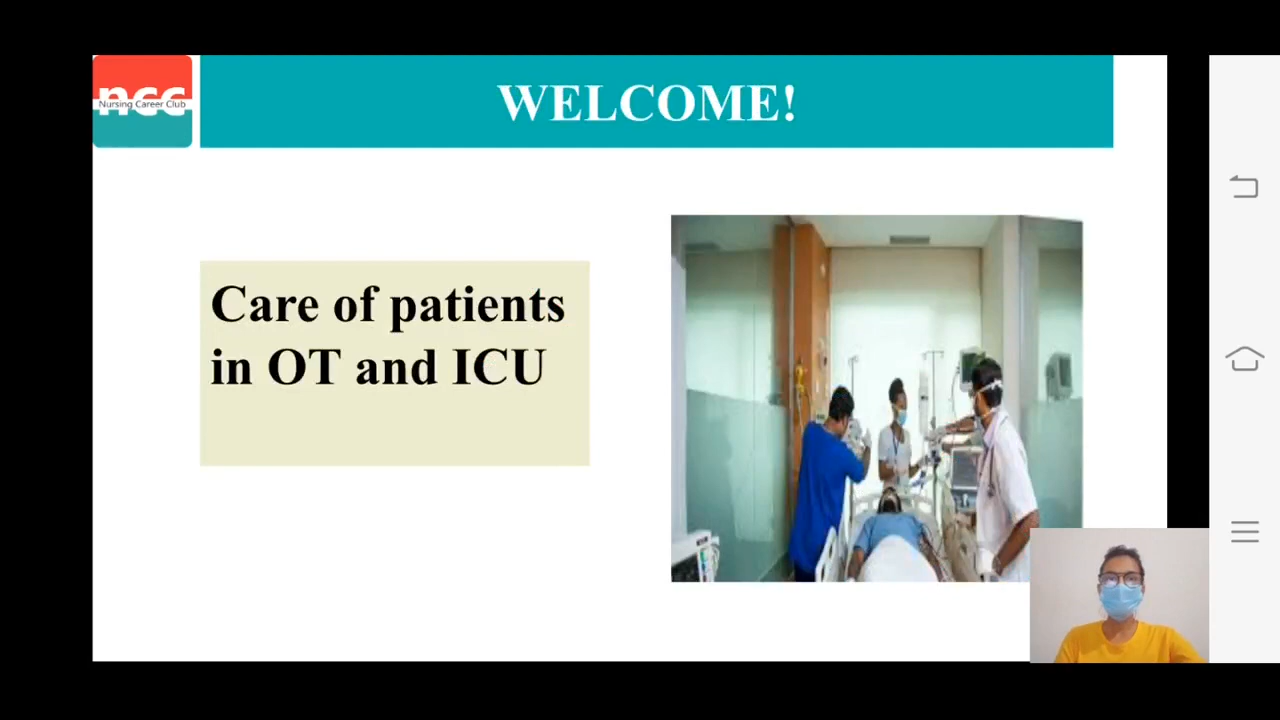 ncc
Nursing Career Club
WELCOME!
Care of patients
in OT and ICU